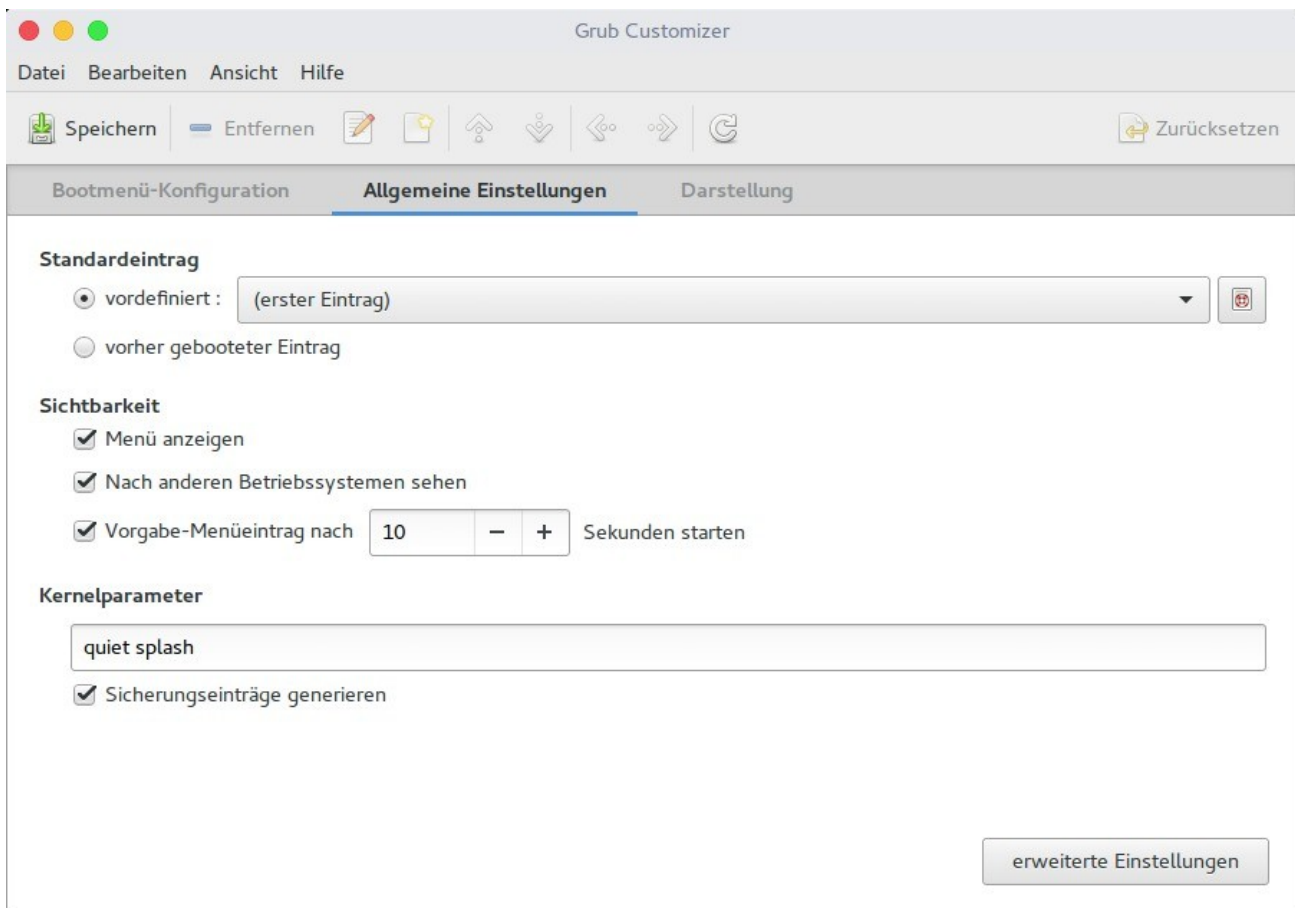 Grub Customizer
Datei Bearbeiten Ansicht Hilfe
Speichern Entfernen Zurücksetzen
Bootmenü-Konfiguration Allgemeine Einstellungen Darstellung
Standardeintrag
vordefiniert : (erster Eintrag)
vorher gebooteter Eintrag
Sichtbarkeit
Menü anzeigen
Nach anderen Betriebssystemen sehen
Vorgabe-Menüeintrag nach 10 − + Sekunden starten
Kernelparameter
quiet splash
Sicherungseinträge generieren
erweiterte Einstellungen